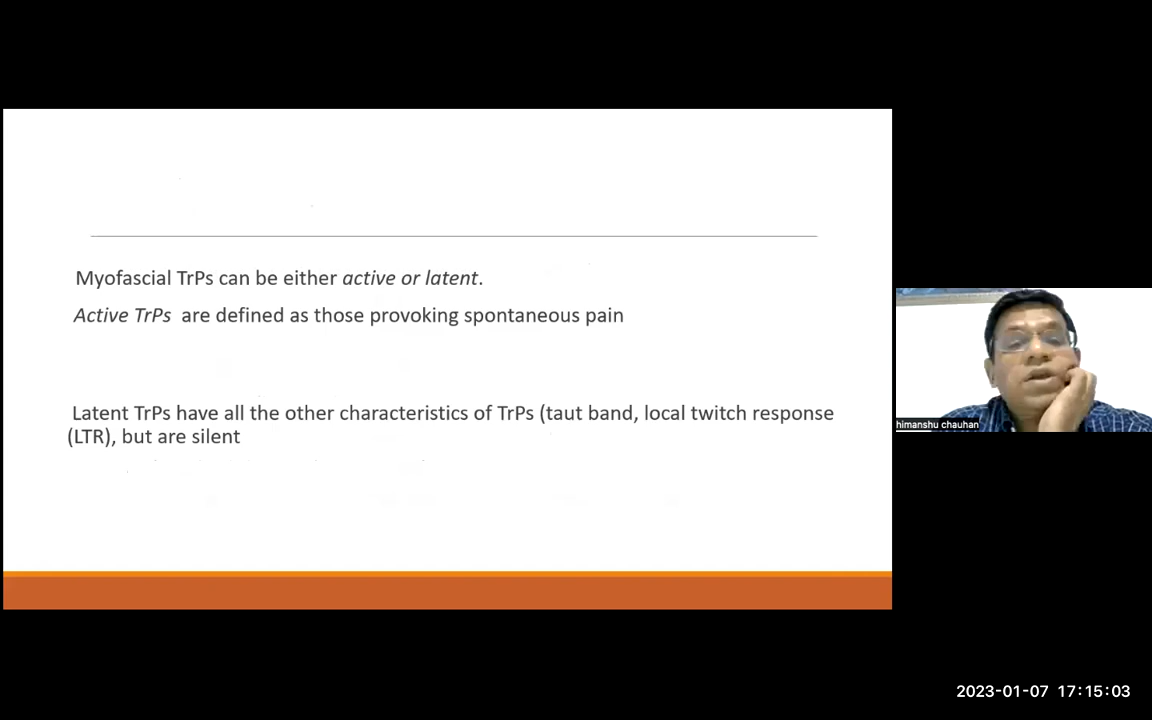 Myofascial TrPs can be either active or latent.
Active TrPs are defined as those provoking spontaneous pain
Latent TrPs have all the other characteristics of TrPs (taut band, local twitch response
(LTR), but are silent
himanshu chauhan
2023-01-07 17:15:03